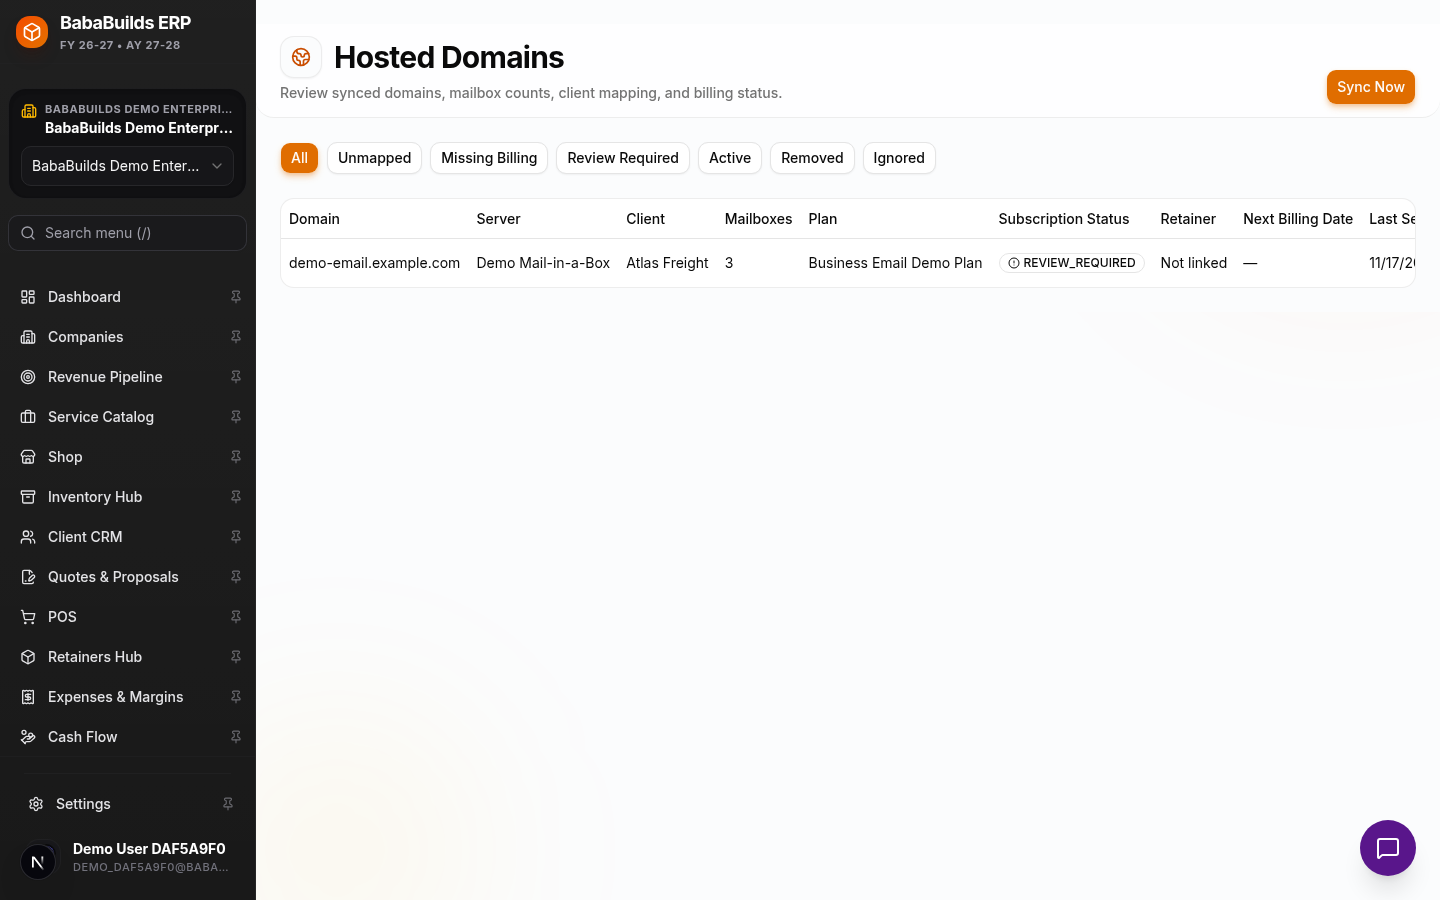 BabaBuilds ERP
FY 26-27 • AY 27-28
BABABUILDS DEMO ENTERPRI...
BabaBuilds Demo Enterpr...
BabaBuilds Demo Enter...
Search menu (/)
Dashboard
Companies
Revenue Pipeline
Service Catalog
Shop
Inventory Hub
Client CRM
Quotes & Proposals
POS
Retainers Hub
Expenses & Margins
Cash Flow
Settings
N
Demo User DAF5A9F0
DEMO_DAF5A9F0@BABA...
Hosted Domains
Review synced domains, mailbox counts, client mapping, and billing status.
Sync Now
All Unmapped Missing Billing Review Required Active Removed Ignored
Domain Server Client Mailboxes Plan Subscription Status Retainer Next Billing Date Last Se
demo-email.example.com Demo Mail-in-a-Box Atlas Freight 3 Business Email Demo Plan REVIEW_REQUIRED Not linked — 11/17/20